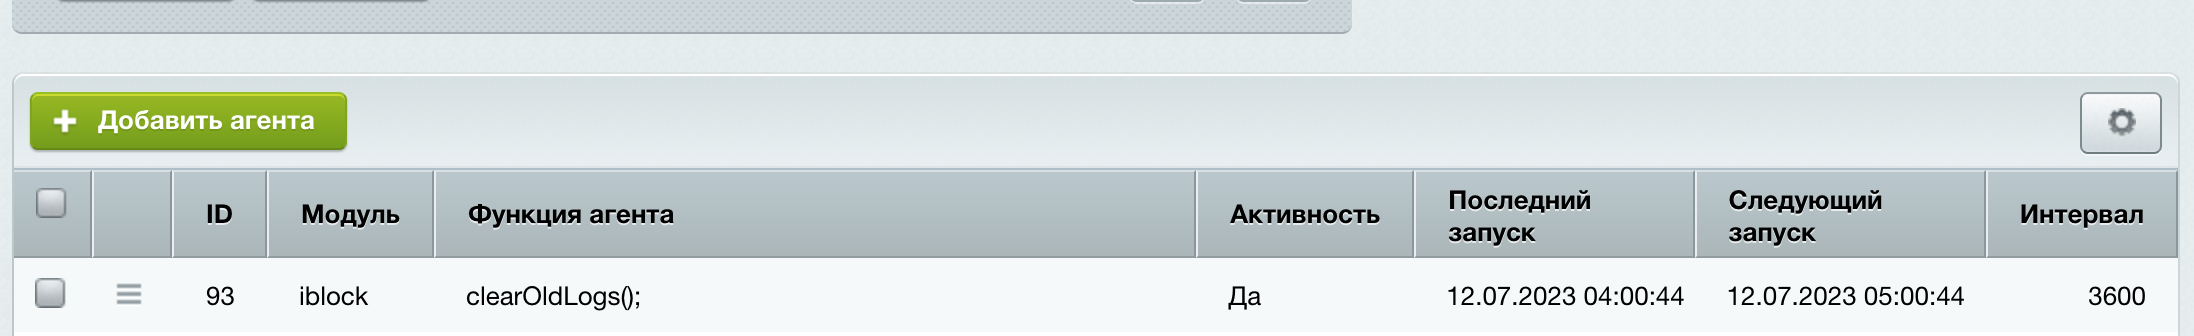 Добавить агента
ID Модуль Функция агента Активность Последний запуск Следующий запуск Интервал
93 iblock clearOldLogs(); Да 12.07.2023 04:00:44 12.07.2023 05:00:44 3600